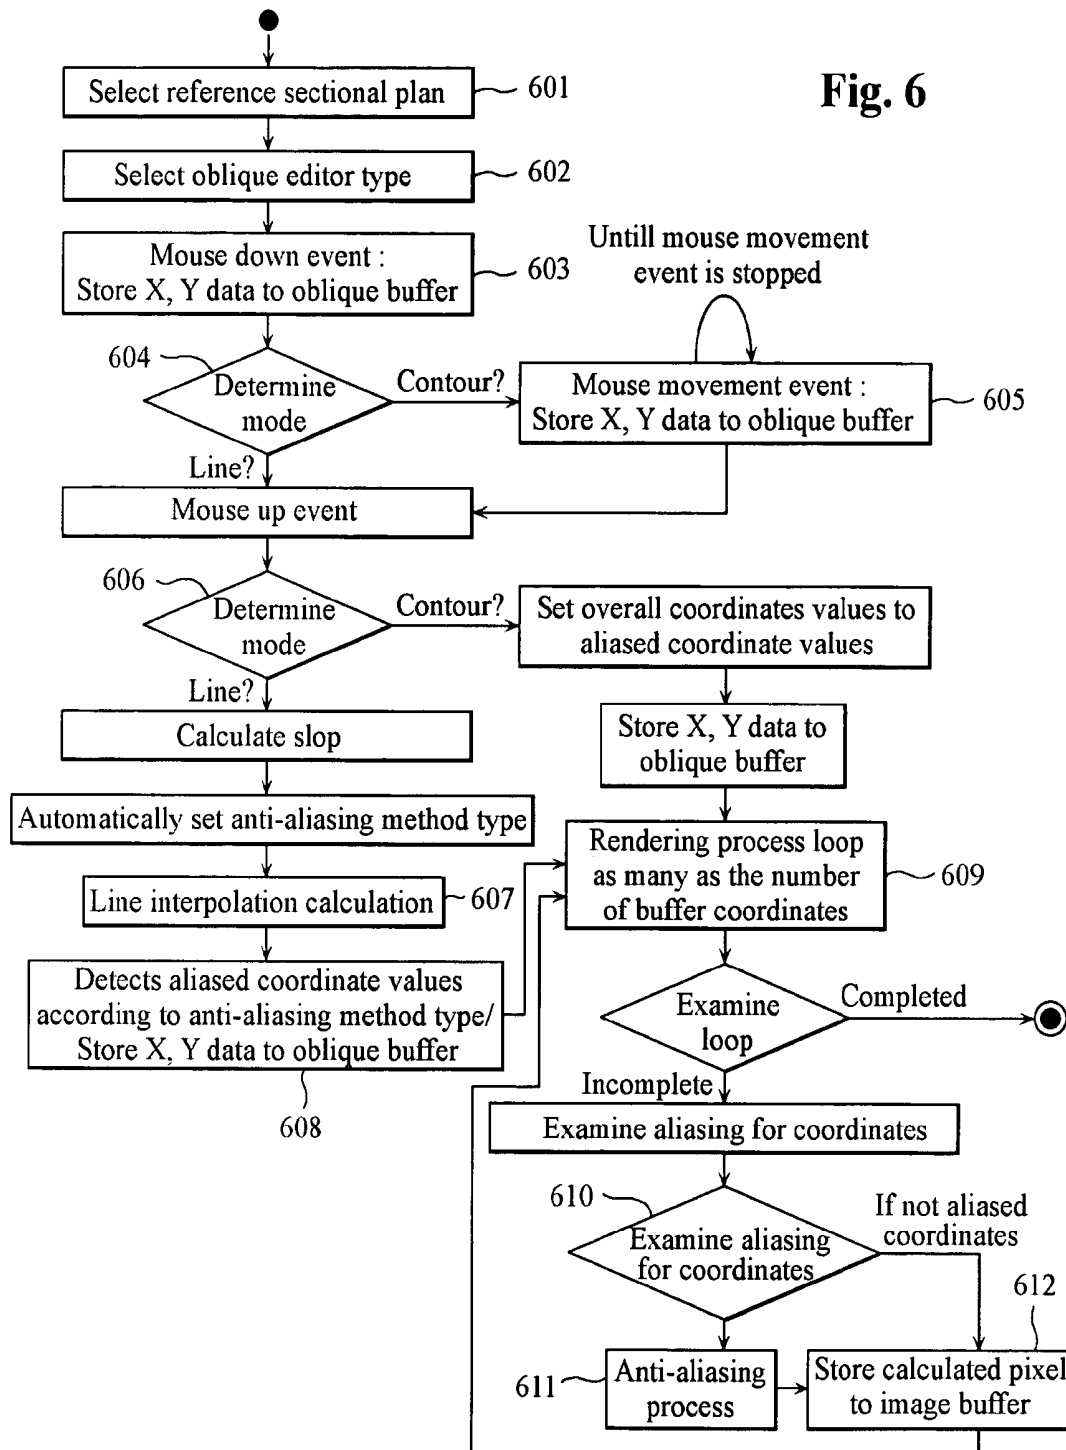 Fig. 6
Select reference sectional plan
601
Select oblique editor type
602
Mouse down event :
Store X, Y data to oblique buffer
603
Untill mouse movement
event is stopped
604
Determine
mode
Contour?
Mouse movement event :
Store X, Y data to oblique buffer
605
Line?
Mouse up event
606
Determine
mode
Contour?
Set overall coordinates values to
aliased coordinate values
Line?
Calculate slop
Store X, Y data to
oblique buffer
Automatically set anti-aliasing method type
Rendering process loop
as many as the number
of buffer coordinates
609
Line interpolation calculation
607
Detects aliased coordinate values
according to anti-aliasing method type/
Store X, Y data to oblique buffer
608
Examine
loop
Completed
Incomplete
Examine aliasing for coordinates
610
Examine aliasing
for coordinates
If not aliased
coordinates
612
611
Anti-aliasing
process
Store calculated pixel
to image buffer